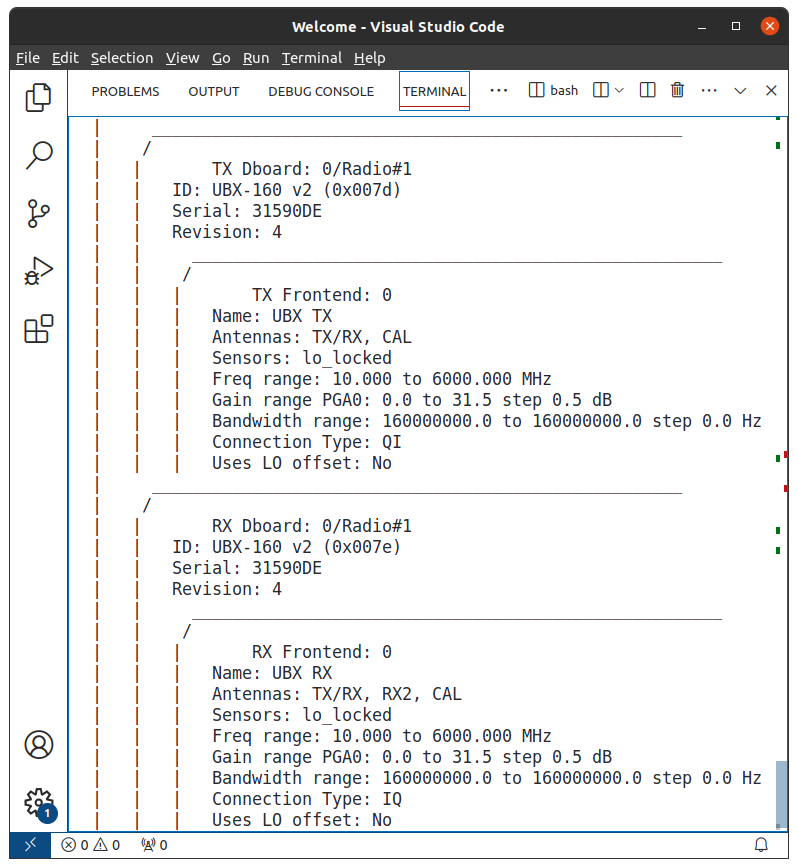 Welcome - Visual Studio Code
File Edit Selection View Go Run Terminal Help
PROBLEMS OUTPUT DEBUG CONSOLE TERMINAL ··· bash ···
| _____________________________________________________
| /
| | TX Dboard: 0/Radio#1
| | ID: UBX-160 v2 (0x007d)
| | Serial: 31590DE
| | Revision: 4
| | _____________________________________________________
| | /
| | | TX Frontend: 0
| | | Name: UBX TX
| | | Antennas: TX/RX, CAL
| | | Sensors: lo_locked
| | | Freq range: 10.000 to 6000.000 MHz
| | | Gain range PGA0: 0.0 to 31.5 step 0.5 dB
| | | Bandwidth range: 160000000.0 to 160000000.0 step 0.0 Hz
| | | Connection Type: QI
| | | Uses LO offset: No
| _____________________________________________________
| /
| | RX Dboard: 0/Radio#1
| | ID: UBX-160 v2 (0x007e)
| | Serial: 31590DE
| | Revision: 4
| | _____________________________________________________
| | /
| | | RX Frontend: 0
| | | Name: UBX RX
| | | Antennas: TX/RX, RX2, CAL
| | | Sensors: lo_locked
| | | Freq range: 10.000 to 6000.000 MHz
| | | Gain range PGA0: 0.0 to 31.5 step 0.5 dB
| | | Bandwidth range: 160000000.0 to 160000000.0 step 0.0 Hz
| | | Connection Type: IQ
| | | Uses LO offset: No
1
0 0 0